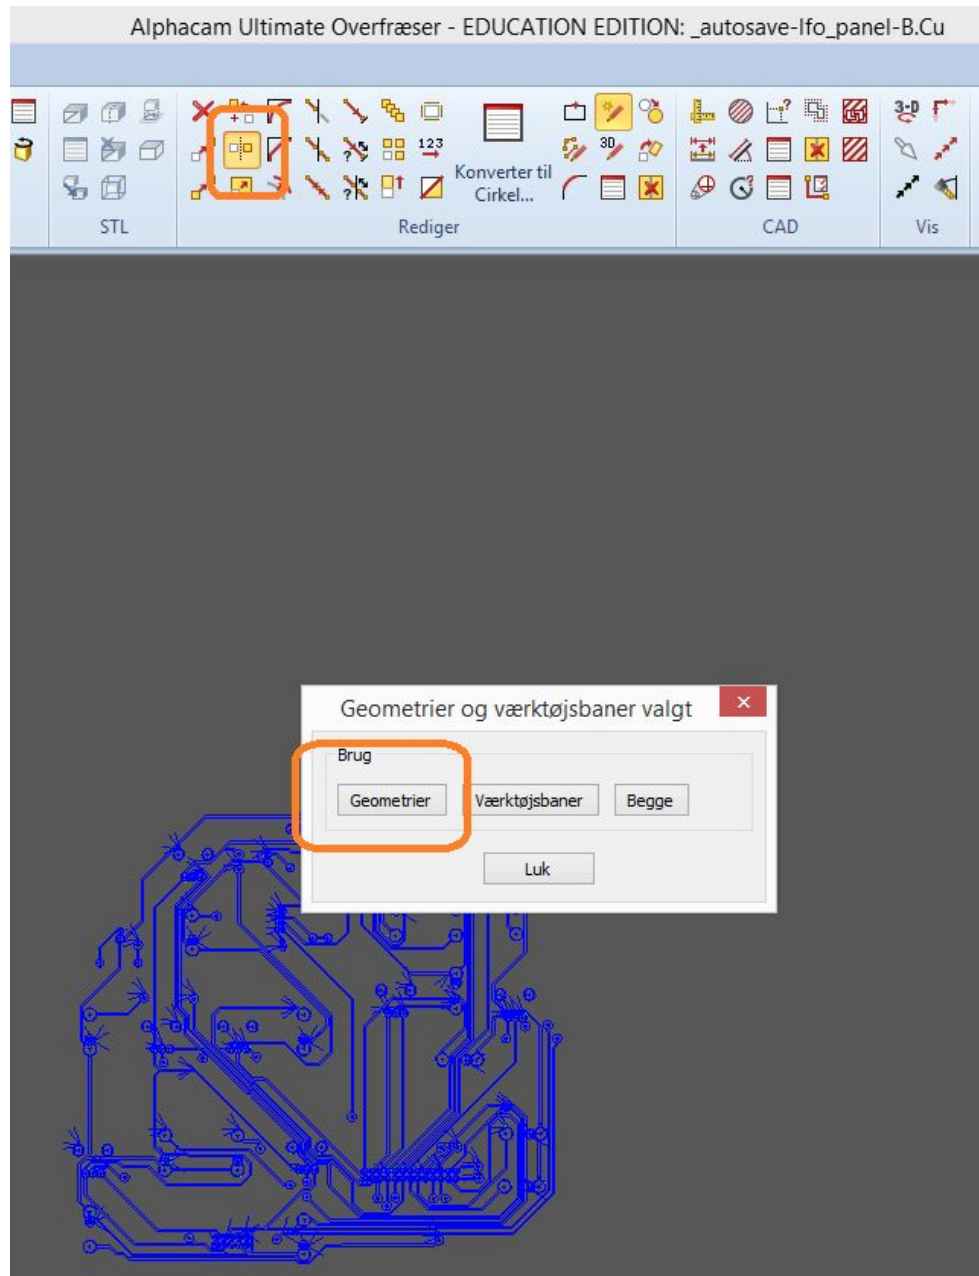 Alphacam Ultimate Overfræser - EDUCATION EDITION: _autosave-lfo_panel-B.Cu
123
3D
?
3-D
?
?
Konverter til
Cirkel...
STL
Rediger
CAD
Vis
Geometrier og værktøjsbaner valgt
Brug
Geometrier
Værktøjsbaner
Begge
Luk